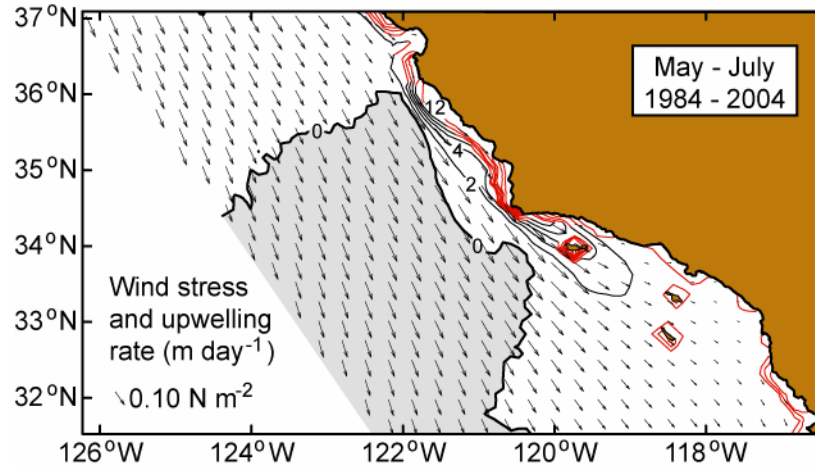 37°N
36°N
35°N
34°N
33°N
32°N
May - July
1984 - 2004
12
4
2
0
0
Wind stress
and upwelling
rate (m day-1)
0.10 N m-2
126°W
124°W
122°W
120°W
118°W